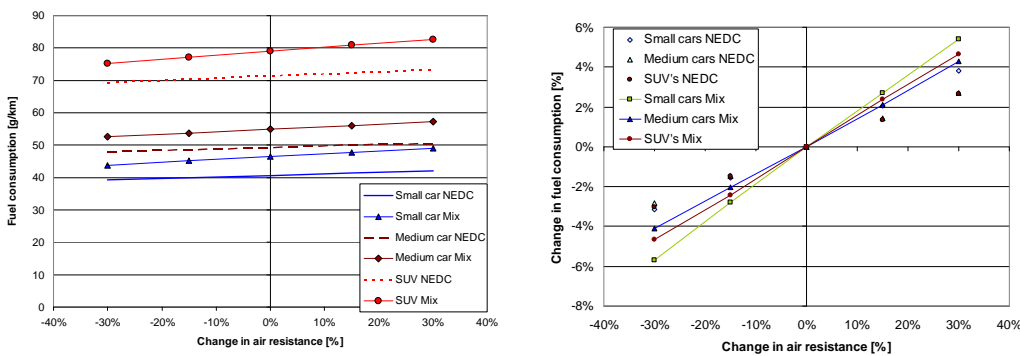 Fuel consumption [g/km]
90
80
70
60
50
40
30
20
10
0
-40% -30% -20% -10% 0% 10% 20% 30% 40%
Change in air resistance [%]
Small car NEDC
Small car Mix
Medium car NEDC
Medium car Mix
SUV NEDC
SUV Mix
Change in fuel consumption [%]
6%
4%
2%
0%
-2%
-4%
-6%
-8%
-40% -30% -20% -10% 0% 10% 20% 30% 40%
Change in air resistance [%]
Small cars NEDC
Medium cars NEDC
SUV's NEDC
Small cars Mix
Medium cars Mix
SUV's Mix